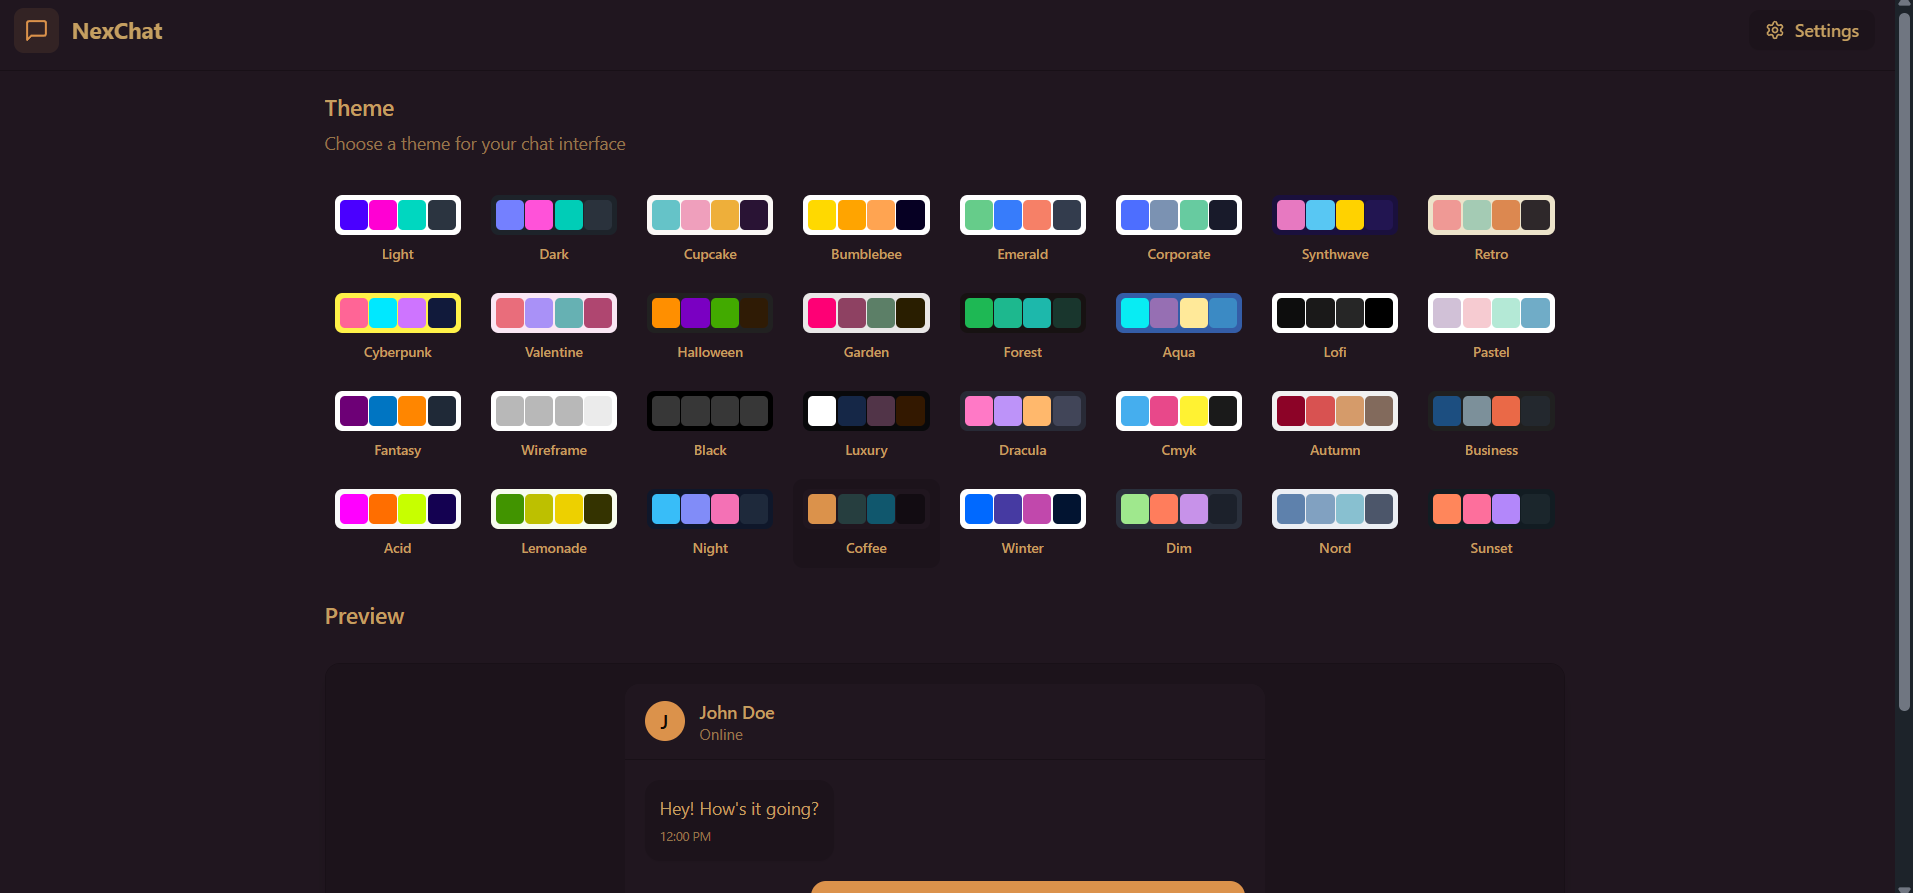 NexChat
Settings
Theme
Choose a theme for your chat interface
Light
Dark
Cupcake
Bumblebee
Emerald
Corporate
Synthwave
Retro
Cyberpunk
Valentine
Halloween
Garden
Forest
Aqua
Lofi
Pastel
Fantasy
Wireframe
Black
Luxury
Dracula
Cmyk
Autumn
Business
Acid
Lemonade
Night
Coffee
Winter
Dim
Nord
Sunset
Preview
J
John Doe
Online
Hey! How's it going?
12:00 PM